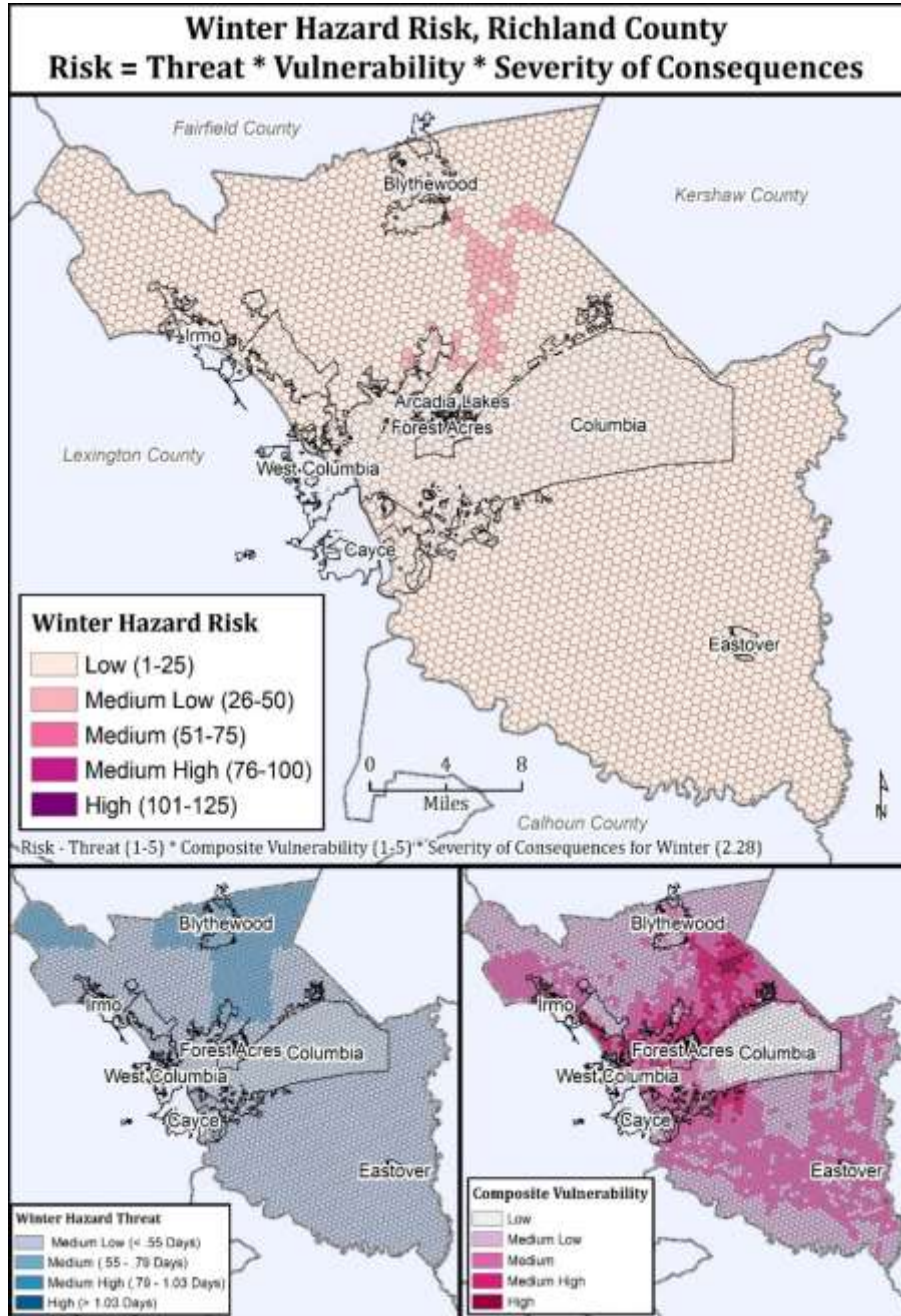 Winter Hazard Risk, Richland County
Risk = Threat * Vulnerability * Severity of Consequences
Fairfield County
Blythewood
Kershaw County
Irmo
Arcadia Lakes
Forest Acres
Columbia
Lexington County
West Columbia
Cayce
Eastover
Winter Hazard Risk
Low (1-25)
Medium Low (26-50)
Medium (51-75)
Medium High (76-100)
High (101-125)
0 4 8
Miles
N
Calhoun County
Risk - Threat (1-5) * Composite Vulnerability (1-5) * Severity of Consequences for Winter (2.28)
Blythewood
Irmo
Forest Acres
Columbia
West Columbia
Cayce
Eastover
Winter Hazard Threat
Medium Low (< .55 Days)
Medium (.55 - .79 Days)
Medium High (.79 - 1.03 Days)
High (> 1.03 Days)
Blythewood
Irmo
Forest Acres
Columbia
West Columbia
Cayce
Eastover
Composite Vulnerability
Low
Medium Low
Medium
Medium High
High